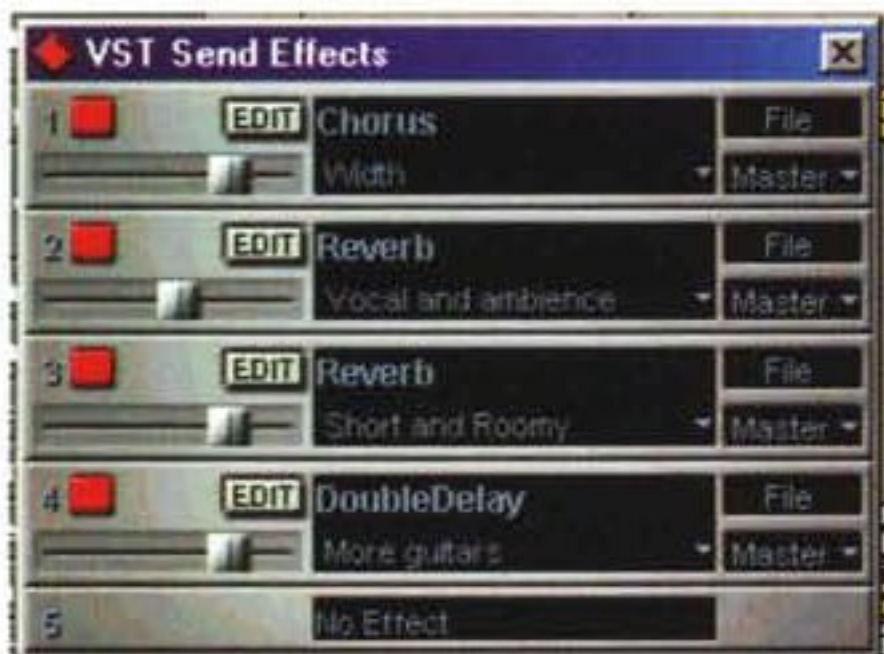 VST Send Effects
1 EDIT Chorus File
Width Master
2 EDIT Reverb File
Vocal and ambience Master
3 EDIT Reverb File
Short and Roomy Master
4 EDIT DoubleDelay File
More guitars Master
5 No Effect